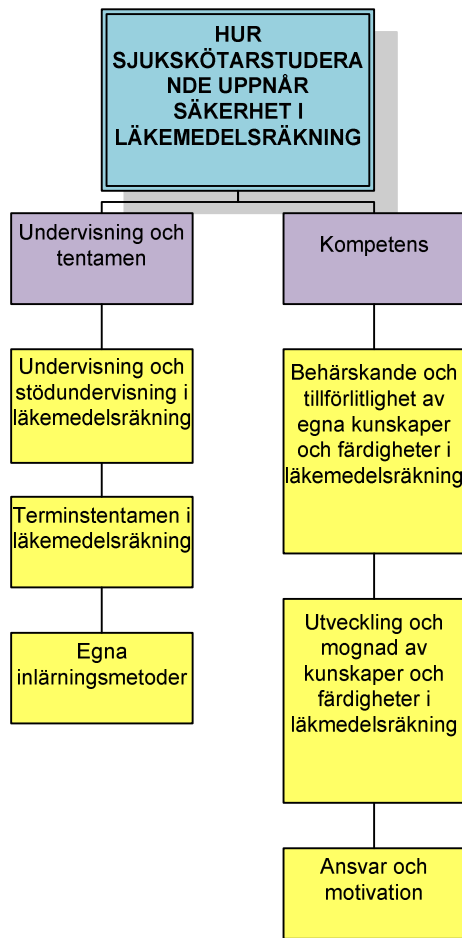 HUR
SJUKSKÖTARSTUDERA
NDE UPPNÅR
SÄKERHET I
LÄKEMEDELSRÄKNING
Undervisning och
tentamen
Kompetens
Undervisning och
stödundervisning i
läkemedelsräkning
Terminstentamen i
läkemedelsräkning
Egna
inlärningsmetoder
Behärskande och
tillförlitlighet av
egna kunskaper
och färdigheter i
läkemedelsräkning
Utveckling och
mognad av
kunskaper och
färdigheter i
läkmedelsräkning
Ansvar och
motivation